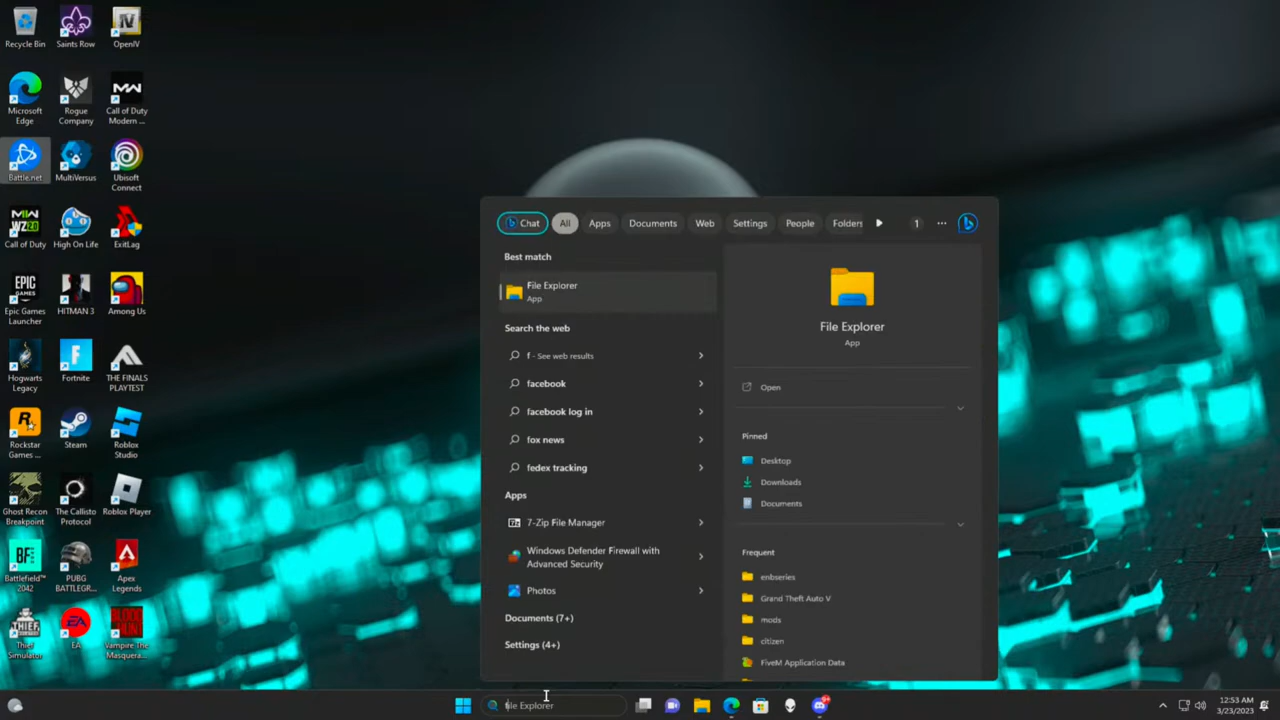 Recycle Bin
Saints Row
OpenIV
Microsoft
Edge
Rogue
Company
Call of Duty
Modern ...
Battle.net
MultiVersus
Ubisoft
Connect
Call of Duty
High On Life
ExitLag
Epic Games
Launcher
HITMAN 3
Among Us
Hogwarts
Legacy
Fortnite
THE FINALS
PLAYTEST
Rockstar
Games ...
Steam
Roblox
Studio
Ghost Recon
Breakpoint
The Callisto
Protocol
Roblox Player
Battlefield™
2042
PUBG
BATTLEGR...
Apex
Legends
Thief
Simulator
EA
Vampire The
Masquera...
Chat
All
Apps
Documents
Web
Settings
People
Folders
1
...
Best match
File Explorer
App
Search the web
f - See web results
facebook
facebook log in
fox news
fedex tracking
Apps
7-Zip File Manager
Windows Defender Firewall with
Advanced Security
Photos
Documents (7+)
Settings (4+)
File Explorer
App
Open
Pinned
Desktop
Downloads
Documents
Frequent
enbseries
Grand Theft Auto V
mods
citizen
FiveM Application Data
file Explorer
12:53 AM
3/23/2023